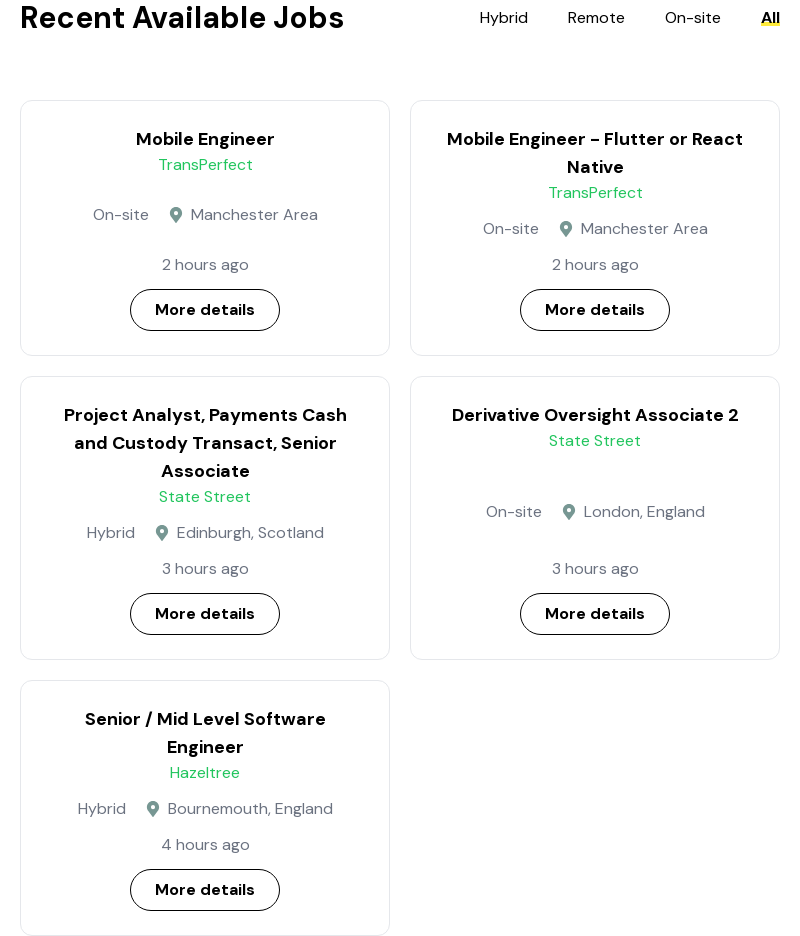 Recent Available Jobs
Hybrid Remote On-site All
Mobile Engineer
TransPerfect
On-site Manchester Area
2 hours ago
More details
Mobile Engineer - Flutter or React
Native
TransPerfect
On-site Manchester Area
2 hours ago
More details
Project Analyst, Payments Cash
and Custody Transact, Senior
Associate
State Street
Hybrid Edinburgh, Scotland
3 hours ago
More details
Derivative Oversight Associate 2
State Street
On-site London, England
3 hours ago
More details
Senior / Mid Level Software
Engineer
Hazeltree
Hybrid Bournemouth, England
4 hours ago
More details